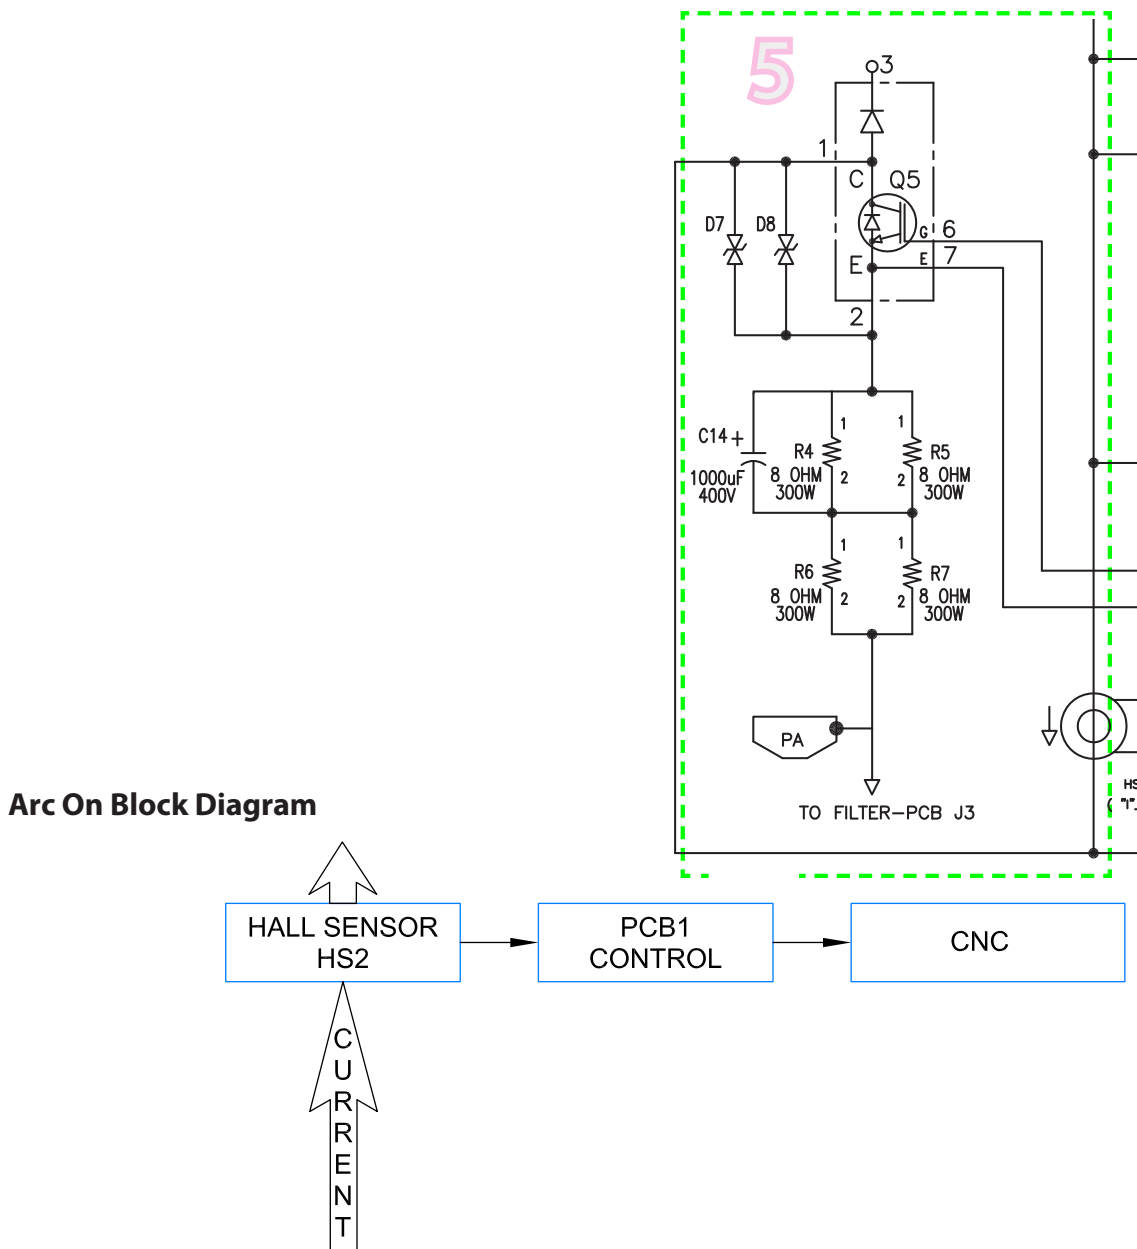 5
3
1
C Q5
D7 D8
G 6
E E 7
2
C14 +
1000uF
400V
1
R4
8 OHM
300W
2
1
R5
8 OHM
300W
2
1
R6
8 OHM
300W
2
1
R7
8 OHM
300W
2
PA
TO FILTER-PCB J3
HS
Arc On Block Diagram
HALL SENSOR
HS2
PCB1
CONTROL
CNC
CURRENT